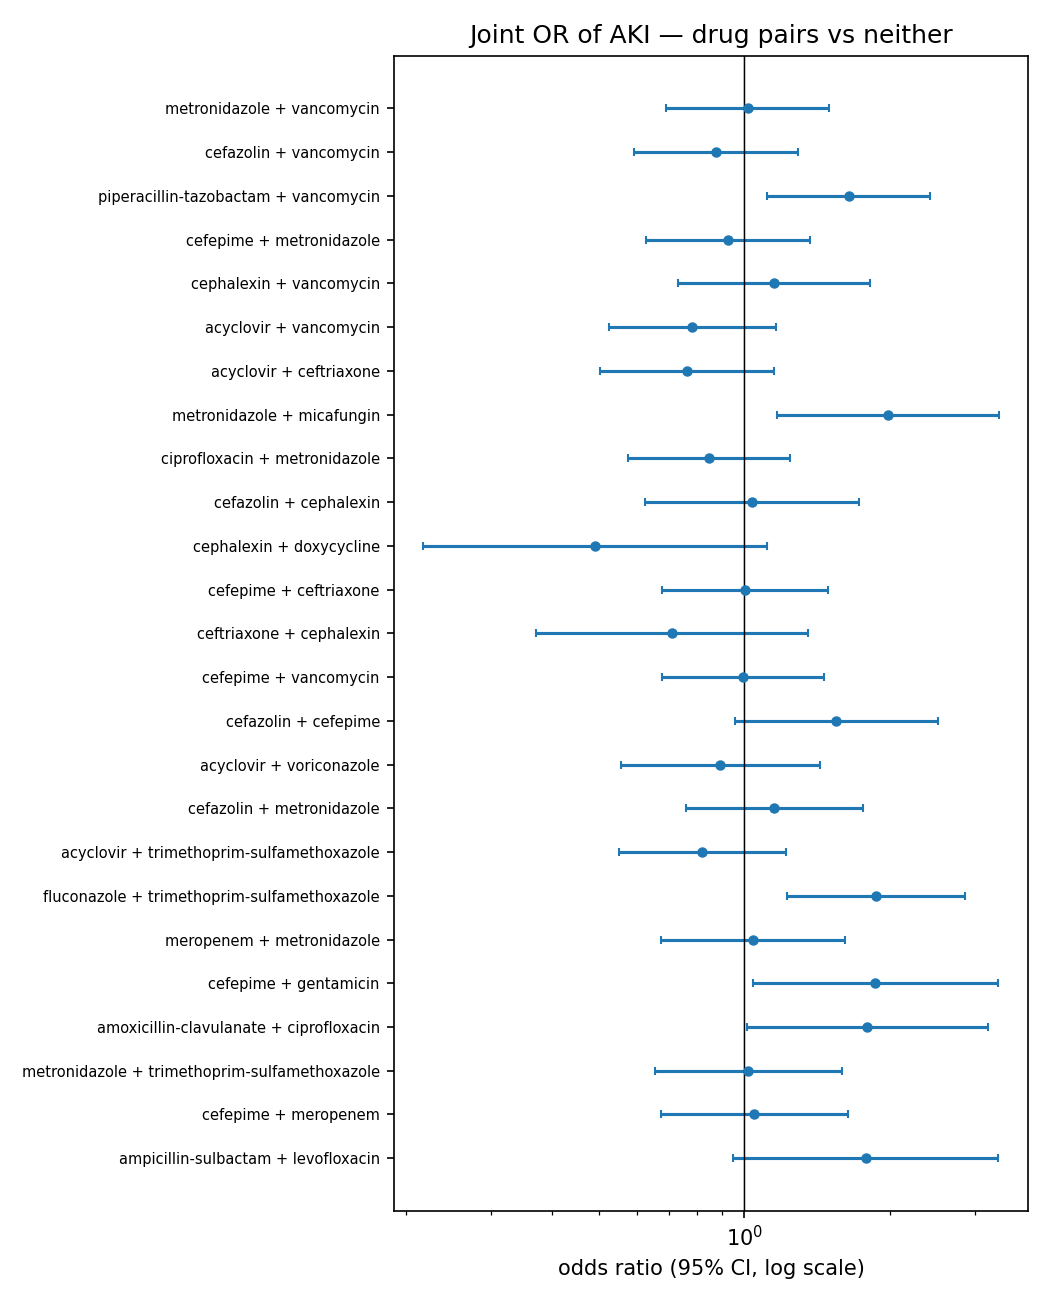 Joint OR of AKI — drug pairs vs neither
metronidazole + vancomycin
cefazolin + vancomycin
piperacillin-tazobactam + vancomycin
cefepime + metronidazole
cephalexin + vancomycin
acyclovir + vancomycin
acyclovir + ceftriaxone
metronidazole + micafungin
ciprofloxacin + metronidazole
cefazolin + cephalexin
cephalexin + doxycycline
cefepime + ceftriaxone
ceftriaxone + cephalexin
cefepime + vancomycin
cefazolin + cefepime
acyclovir + voriconazole
cefazolin + metronidazole
acyclovir + trimethoprim-sulfamethoxazole
fluconazole + trimethoprim-sulfamethoxazole
meropenem + metronidazole
cefepime + gentamicin
amoxicillin-clavulanate + ciprofloxacin
metronidazole + trimethoprim-sulfamethoxazole
cefepime + meropenem
ampicillin-sulbactam + levofloxacin
10⁰
odds ratio (95% CI, log scale)